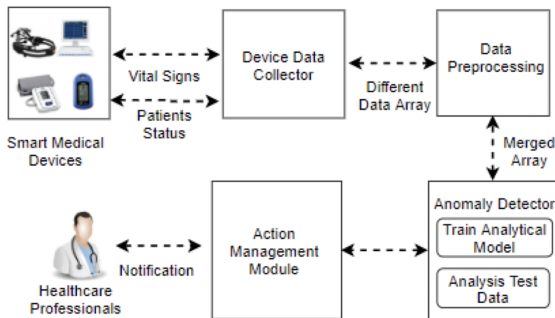 Vital Signs
Patients
Status
Smart Medical
Devices
Device Data
Collector
Different
Data Array
Data
Preprocessing
Merged
Array
Healthcare
Professionals
Notification
Action
Management
Module
Anomaly Detector
Train Analytical
Model
Analysis Test
Data